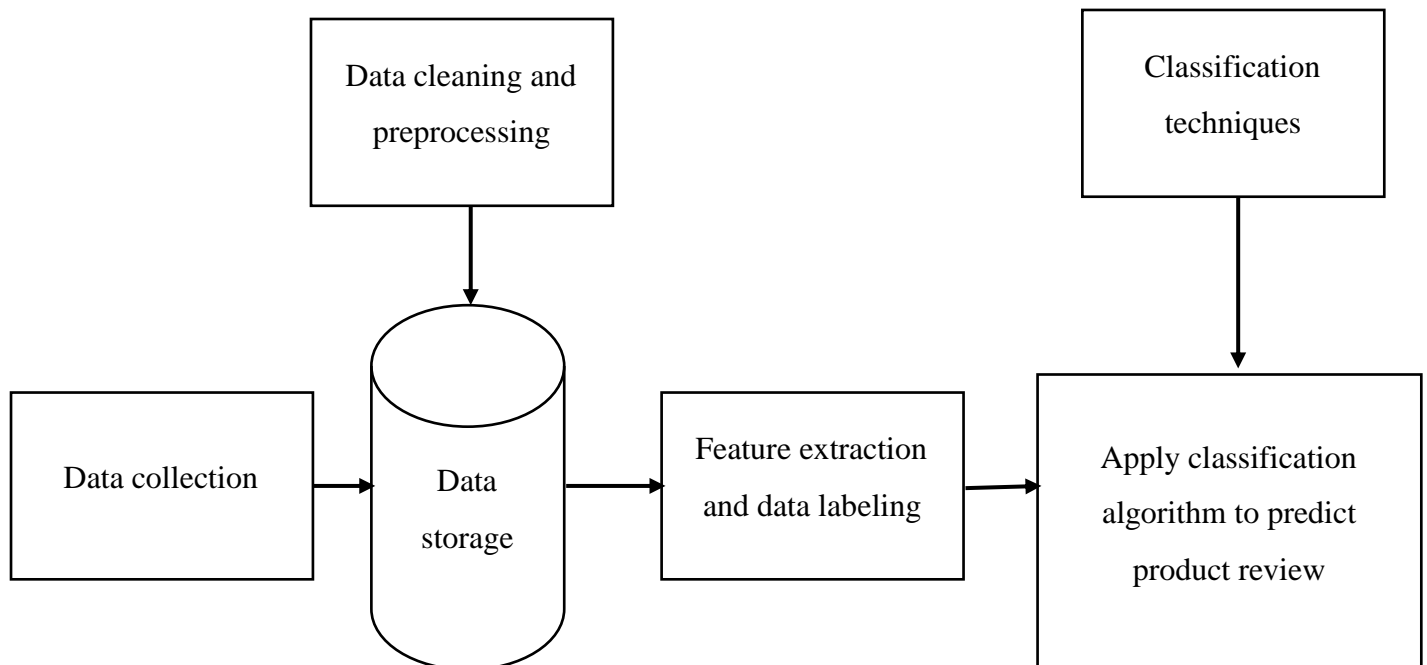 Data cleaning and
preprocessing
Classification
techniques
Data collection
Data
storage
Feature extraction
and data labeling
Apply classification
algorithm to predict
product review